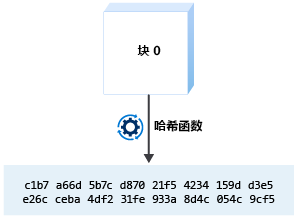 块 0
哈希函数
c1b7 a66d 5b7c d870 21f5 4234 159d d3e5
e26c ceba 4df2 31fe 933a 8d4c 054c 9cf5